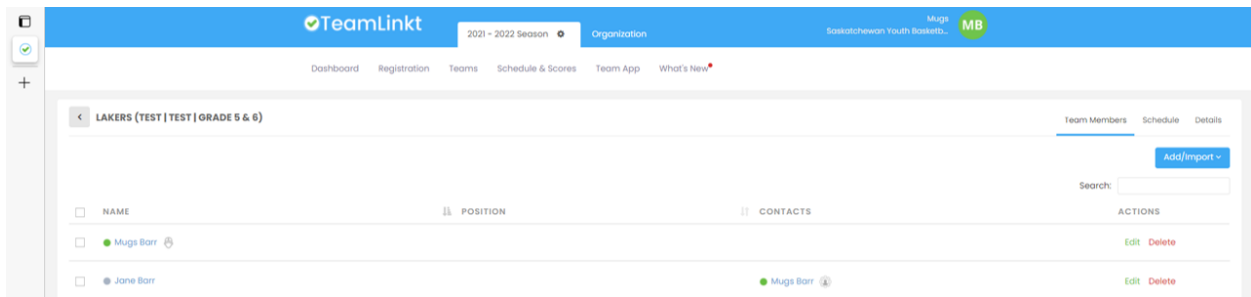 TeamLinkt
2021 - 2022 Season
Organization
Mugs
Saskatchewan Youth Basketb...
MB
Dashboard Registration Teams Schedule & Scores Team App What's New
LAKERS (TEST | TEST | GRADE 5 & 6)
Team Members Schedule Details
Add/Import
Search:
NAME POSITION CONTACTS ACTIONS
Mugs Barr Edit Delete
Jane Barr Mugs Barr Edit Delete